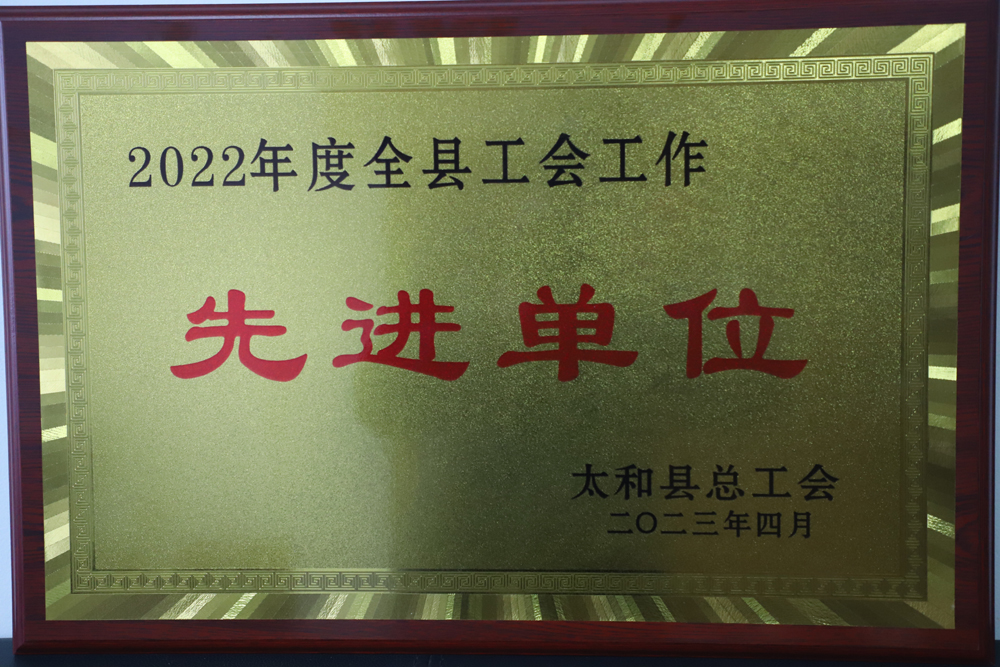 2022年度全县工会工作
先进单位
太和县总工会
二〇二三年四月